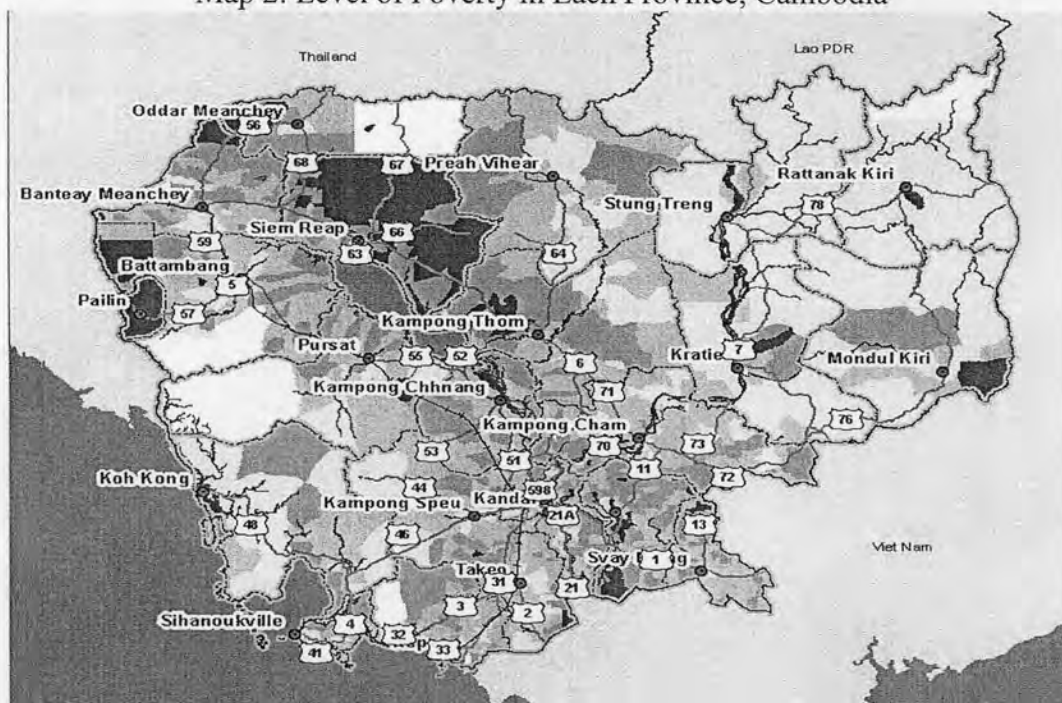 Map 2: Level of Poverty in Each Province, Cambodia
Thailand
Lao PDR
Oddar Meanchey
56
68
67
Preah Vihear
Rattanak Kiri
Banteay Meanchey
Stung Treng
78
Siem Reap
66
59
63
64
Battambang
5
Pailin
57
Kampong Thom
Pursat
55
52
6
Kratie
7
Mondul Kiri
Kampong Chhnang
71
76
Kampong Cham
70
73
53
51
11
72
Koh Kong
44
598
Kampong Speu
Kandal
21A
48
46
13
Viet Nam
Svay
1
Takeo
31
21
3
2
Sihanoukville
4
32
41
33